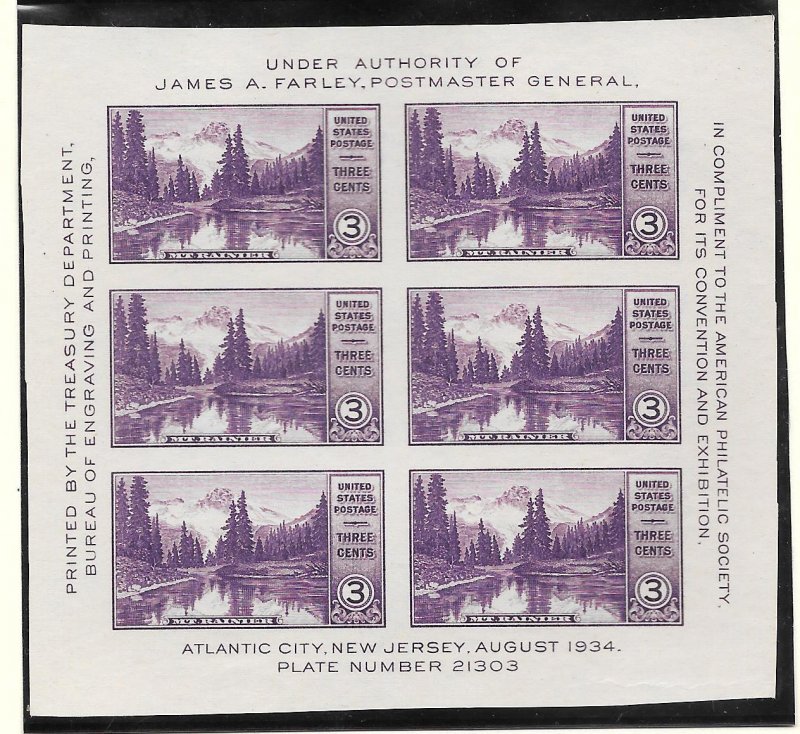 UNDER AUTHORITY OF
JAMES A. FARLEY, POSTMASTER GENERAL,
PRINTED BY THE TREASURY DEPARTMENT,
BUREAU OF ENGRAVING AND PRINTING,
IN COMPLIMENT TO THE AMERICAN PHILATELIC SOCIETY,
FOR ITS CONVENTION AND EXHIBITION.
UNITED
STATES
POSTAGE
THREE
CENTS
3
MT. RAINIER
UNITED
STATES
POSTAGE
THREE
CENTS
3
MT. RAINIER
UNITED
STATES
POSTAGE
THREE
CENTS
3
MT. RAINIER
UNITED
STATES
POSTAGE
THREE
CENTS
3
MT. RAINIER
UNITED
STATES
POSTAGE
THREE
CENTS
3
MT. RAINIER
UNITED
STATES
POSTAGE
THREE
CENTS
3
MT. RAINIER
ATLANTIC CITY, NEW JERSEY, AUGUST 1934.
PLATE NUMBER 21303